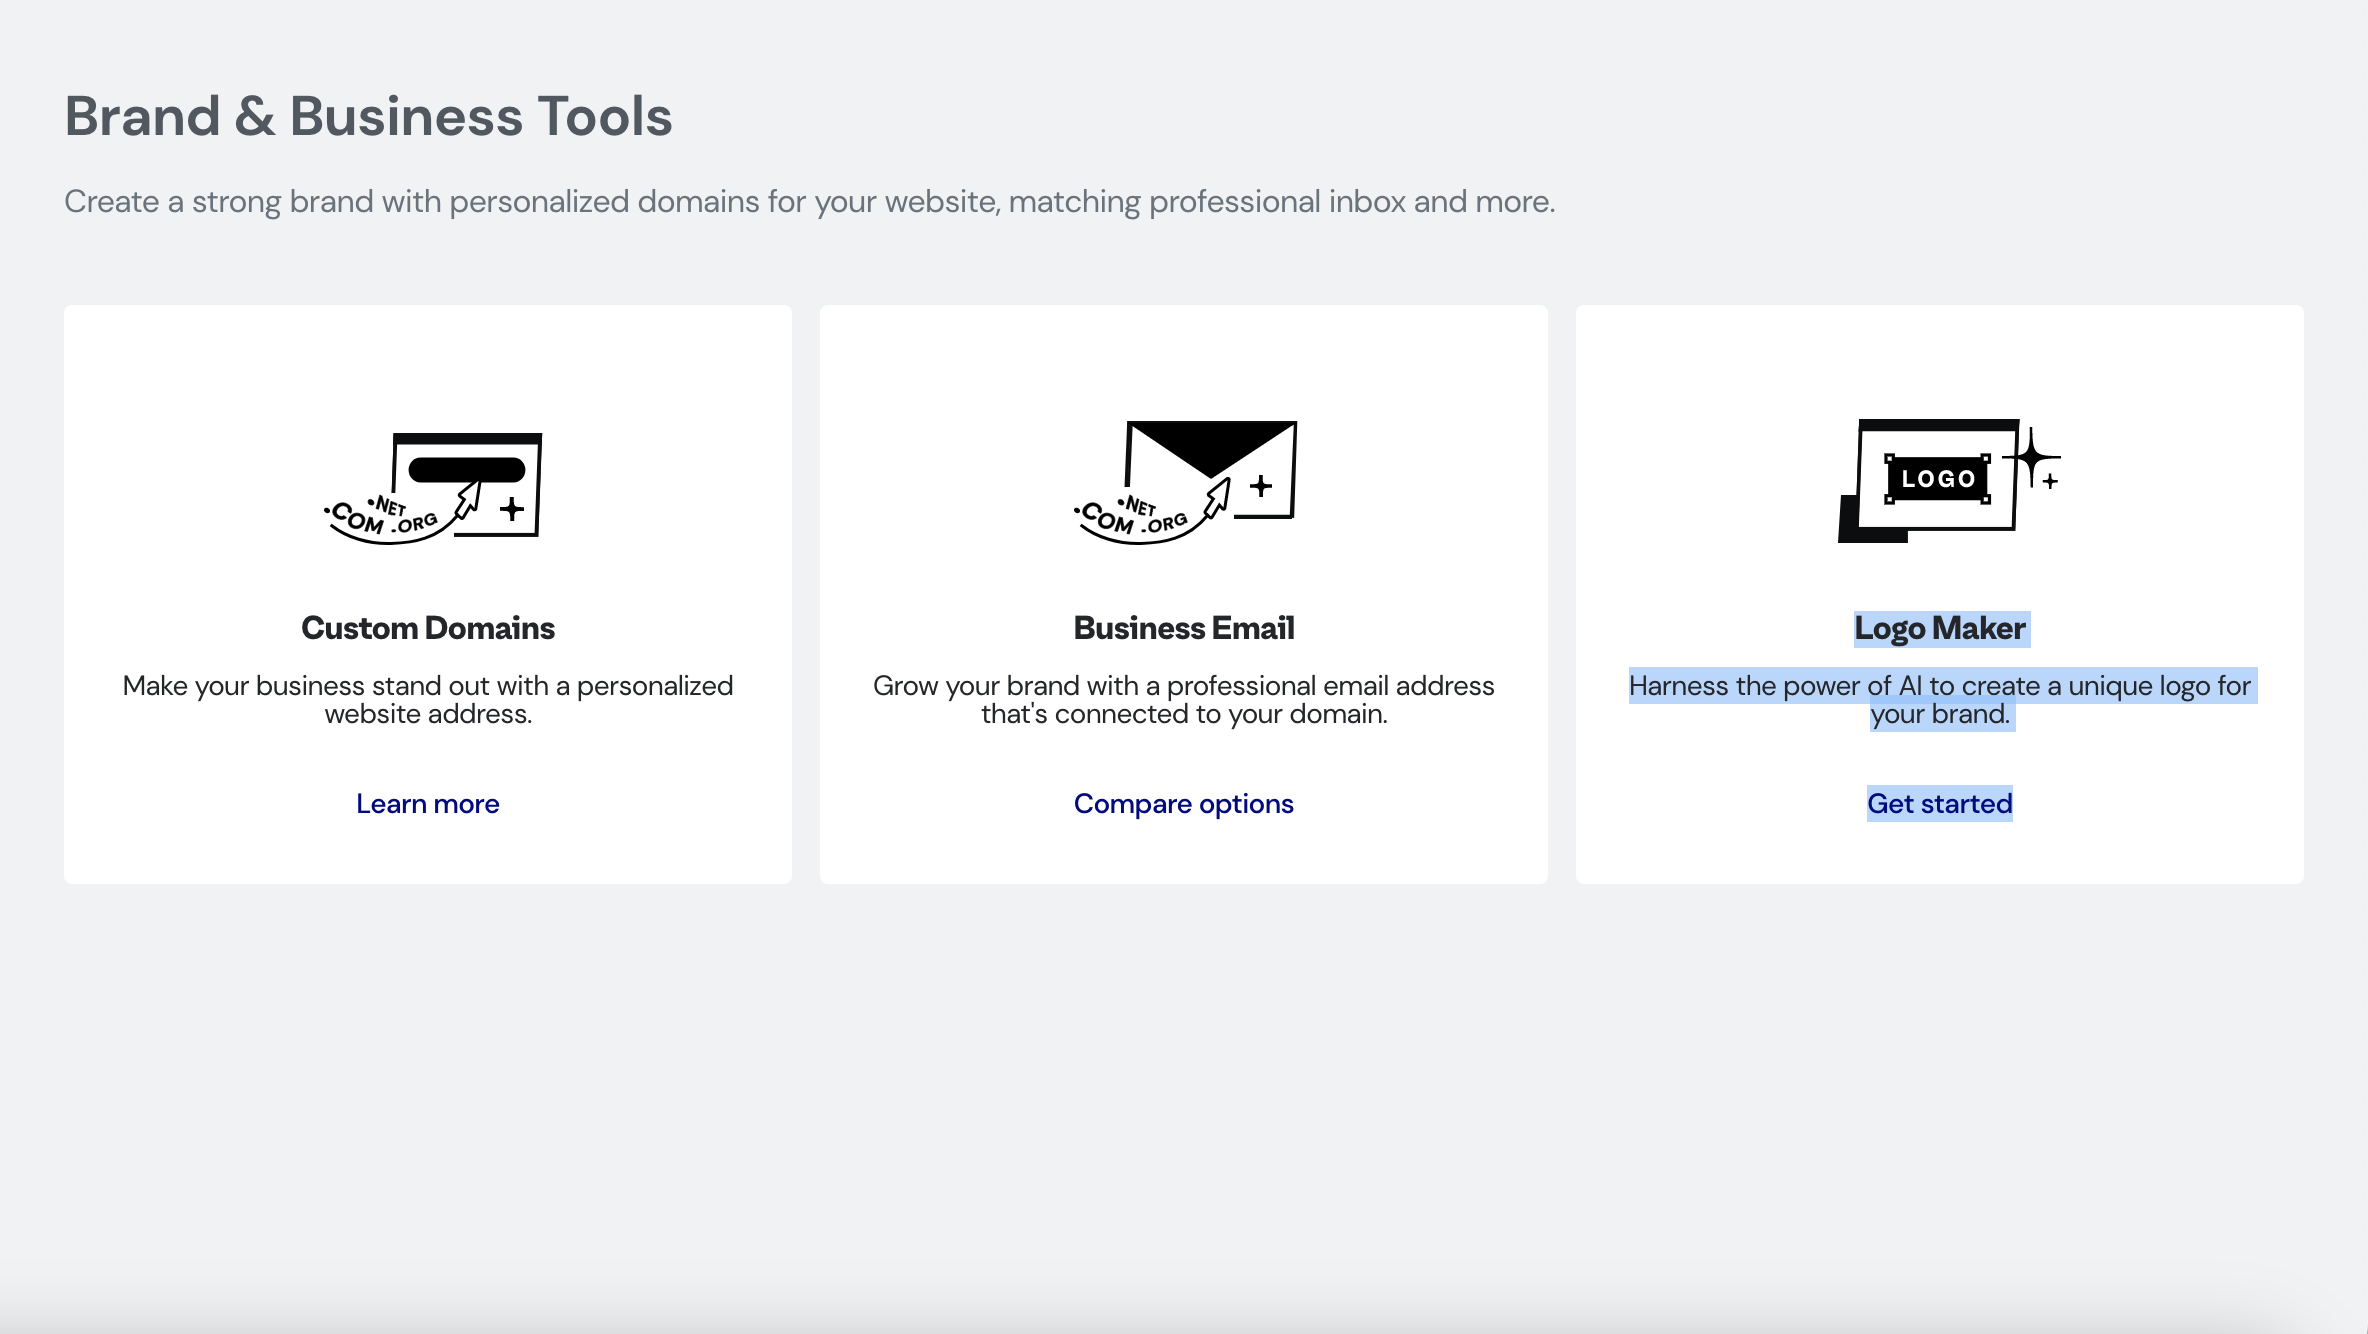 Brand & Business Tools
Create a strong brand with personalized domains for your website, matching professional inbox and more.
.NET
.COM .ORG
Custom Domains
Make your business stand out with a personalized
website address.
Learn more
.NET
.COM .ORG
Business Email
Grow your brand with a professional email address
that's connected to your domain.
Compare options
LOGO
Logo Maker
Harness the power of AI to create a unique logo for
your brand.
Get started